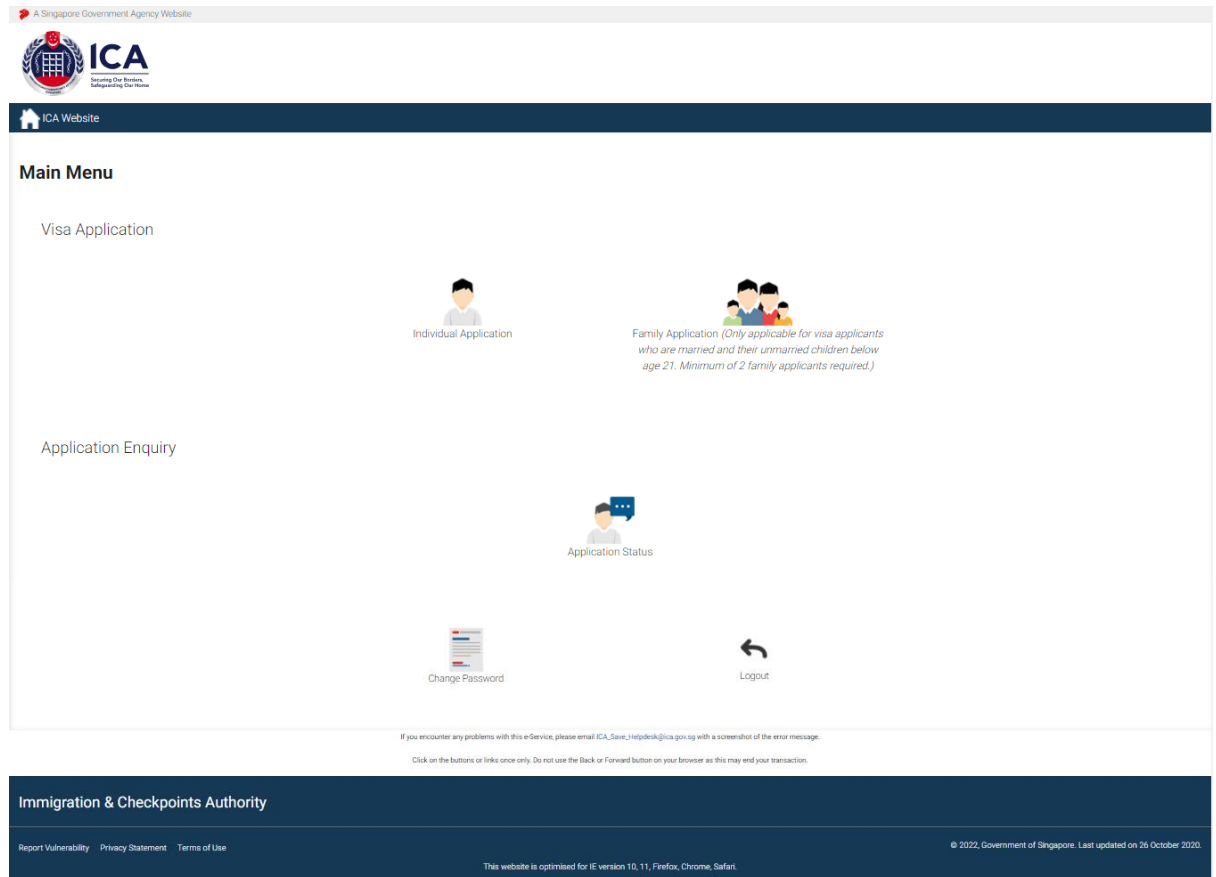 A Singapore Government Agency Website
ICA
Securing Our Borders,
Safeguarding Our Home
ICA Website
Main Menu
Visa Application
Individual Application
Family Application (Only applicable for visa applicants
who are married and their unmarried children below
age 21. Minimum of 2 family applicants required.)
Application Enquiry
Application Status
Change Password
Logout
If you encounter any problems with this e-Service, please email ICA_Save_Helpdesk@ica.gov.sg with a screenshot of the error message.
Click on the buttons or links once only. Do not use the Back or Forward button on your browser as this may end your transaction.
Immigration & Checkpoints Authority
Report Vulnerability Privacy Statement Terms of Use
© 2022, Government of Singapore. Last updated on 26 October 2020.
This website is optimised for IE version 10, 11, Firefox, Chrome, Safari.